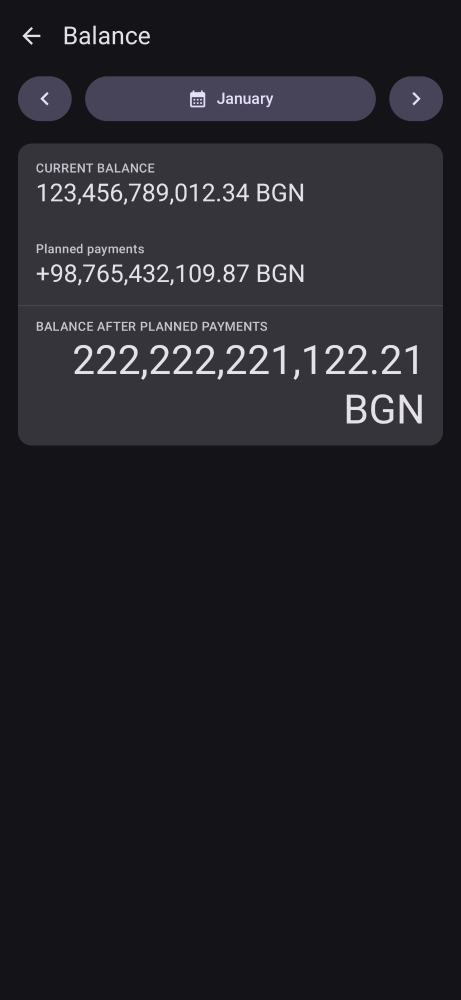 Balance
January
CURRENT BALANCE
123,456,789,012.34 BGN
Planned payments
+98,765,432,109.87 BGN
BALANCE AFTER PLANNED PAYMENTS
222,222,221,122.21
BGN